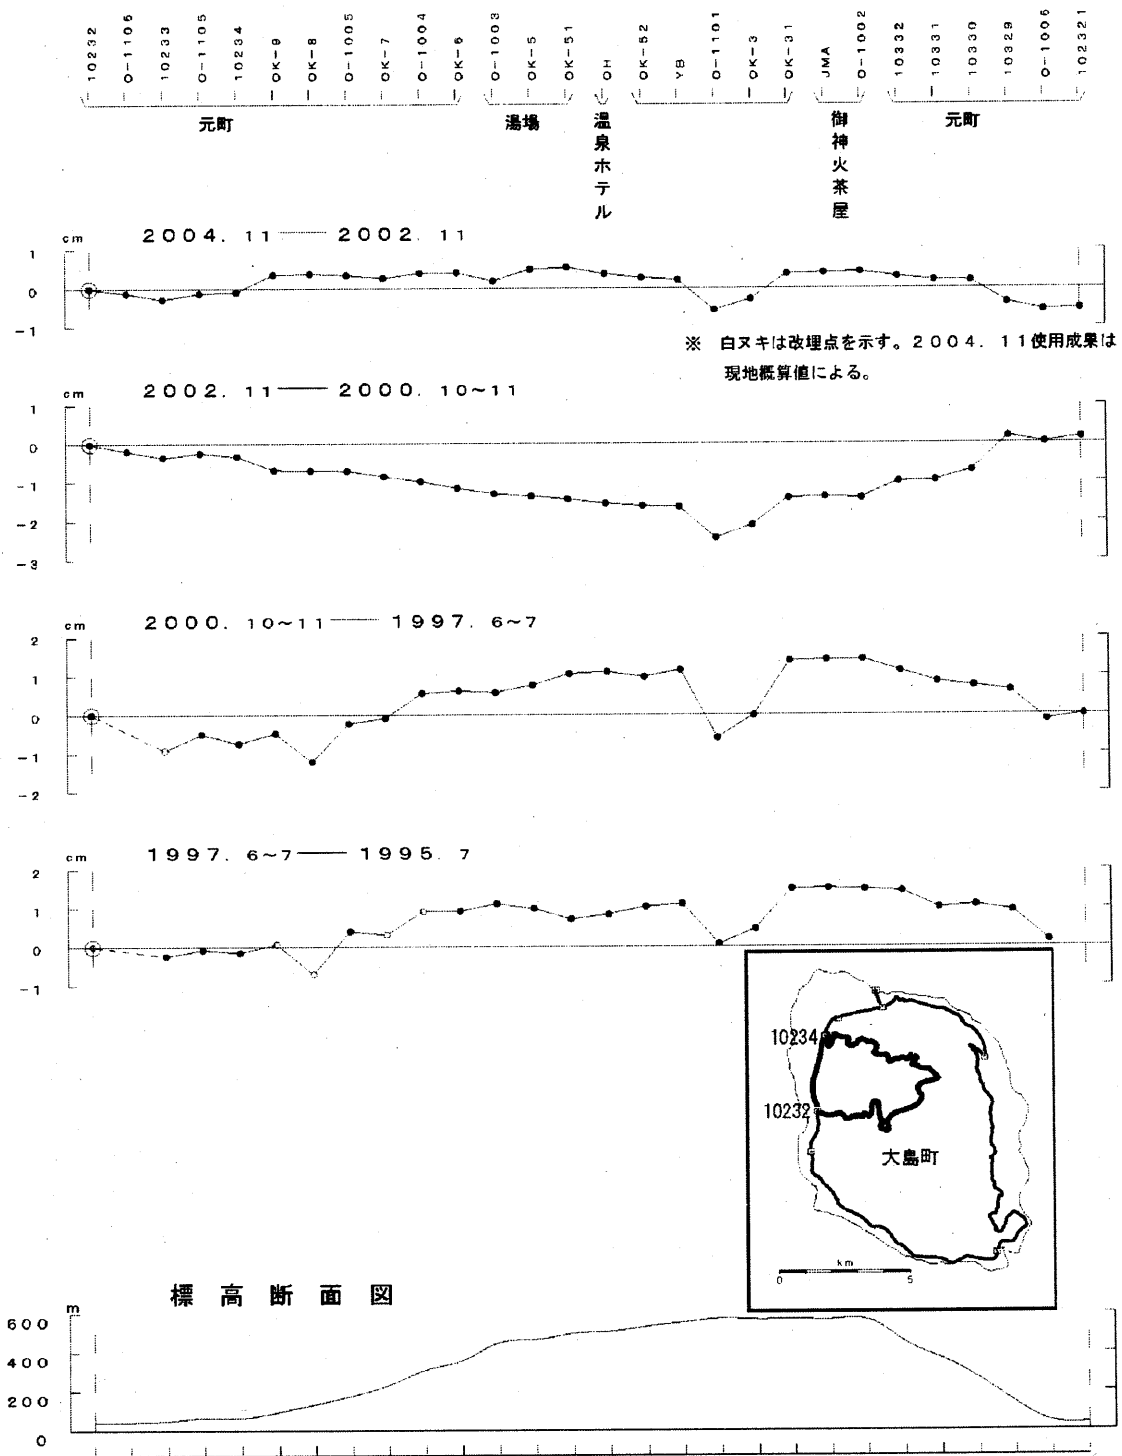 10232 O-1106 10233 O-1105 10234 OK-9 OK-8 O-1005 OK-7 O-1004 OK-6 O-1003 OK-5 OK-51 OH OK-52 YB O-1101 OK-3 OK-31 JMA O-1002 10332 10331 10330 10329 O-1006 102321
元町 湯場 温泉ホテル 御神火茶屋 元町
cm 2004. 11 ── 2002. 11
1
0
-1
※ 白ヌキは改埋点を示す。2004. 11使用成果は
現地概算値による。
cm 2002. 11 ── 2000. 10~11
1
0
-1
-2
-3
cm 2000. 10~11 ── 1997. 6~7
2
1
0
-1
-2
cm 1997. 6~7 ── 1995. 7
2
1
0
-1
10234
10232
大島町
km
0 5
標高断面図
m
600
400
200
0